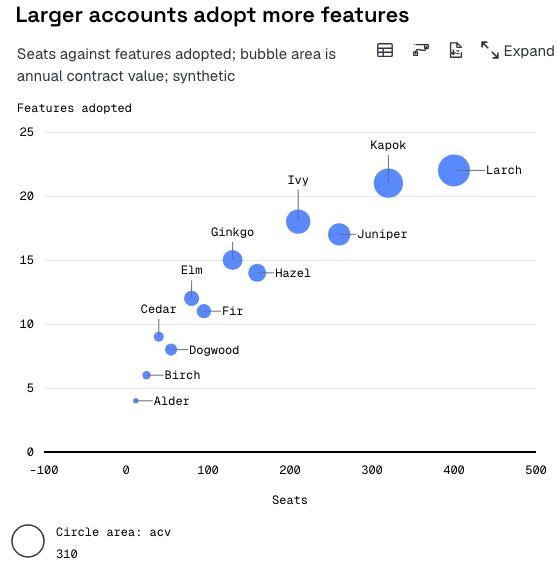 Larger accounts adopt more features
Seats against features adopted; bubble area is
annual contract value; synthetic
Expand
Features adopted
25
Kapok
Larch
Ivy
20
Juniper
Ginkgo
15
Hazel
Elm
Cedar
Fir
10
Dogwood
Birch
5
Alder
0
-100 0 100 200 300 400 500
Seats
Circle area: acv
310